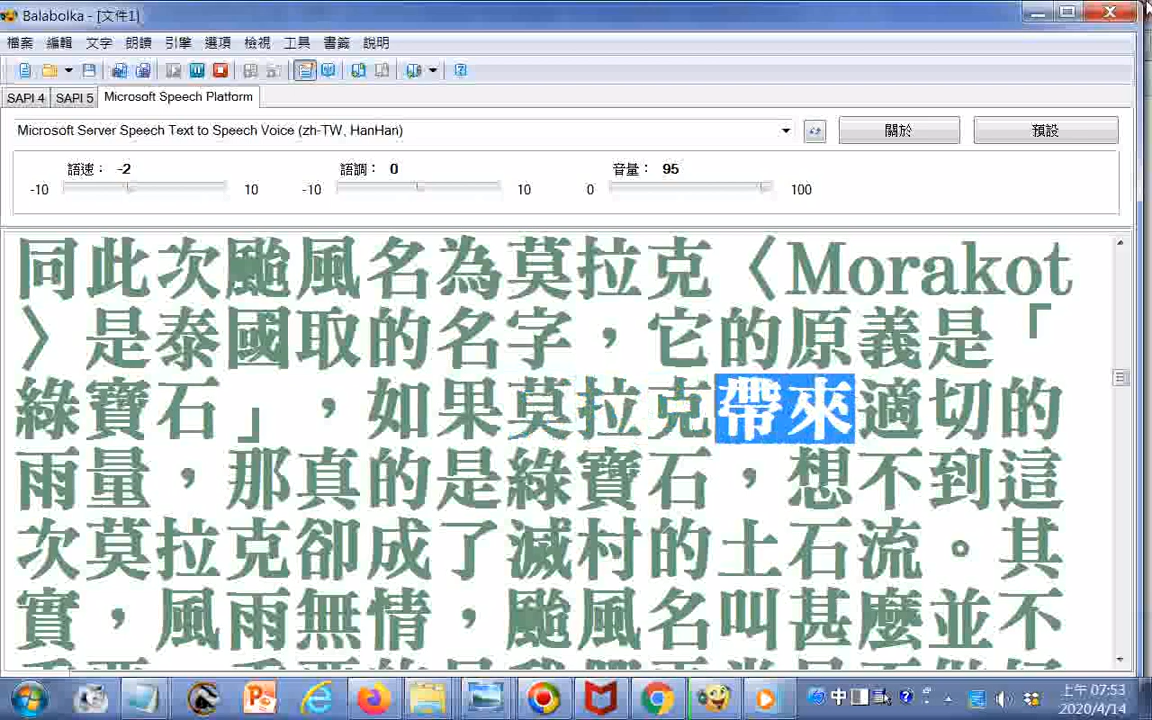 Balabolka - [文件1]
檔案 編輯 文字 朗讀 引擎 選項 檢視 工具 書籤 說明
SAPI 4 SAPI 5 Microsoft Speech Platform
Microsoft Server Speech Text to Speech Voice (zh-TW, HanHan) 關於 預設
語速： -2 語調： 0 音量： 95
-10 10 -10 10 0 100
同此次颱風名為莫拉克〈Morakot
〉是泰國取的名字，它的原義是「
綠寶石」，如果莫拉克帶來適切的
雨量，那真的是綠寶石，想不到這
次莫拉克卻成了滅村的土石流。其
實，風雨無情，颱風名叫甚麼並不
中 上午 07:53
2020/4/14